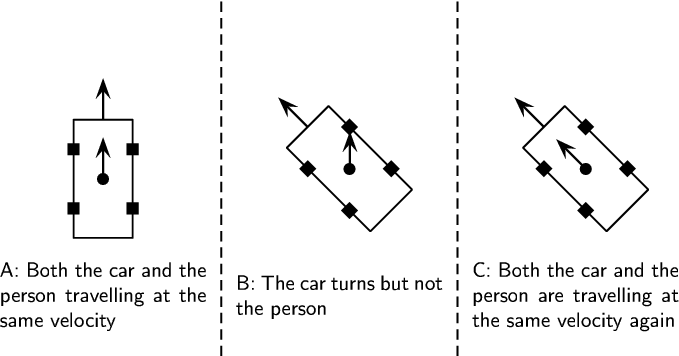 A: Both the car and the
person travelling at the
same velocity
B: The car turns but not
the person
C: Both the car and the
person are travelling at
the same velocity again